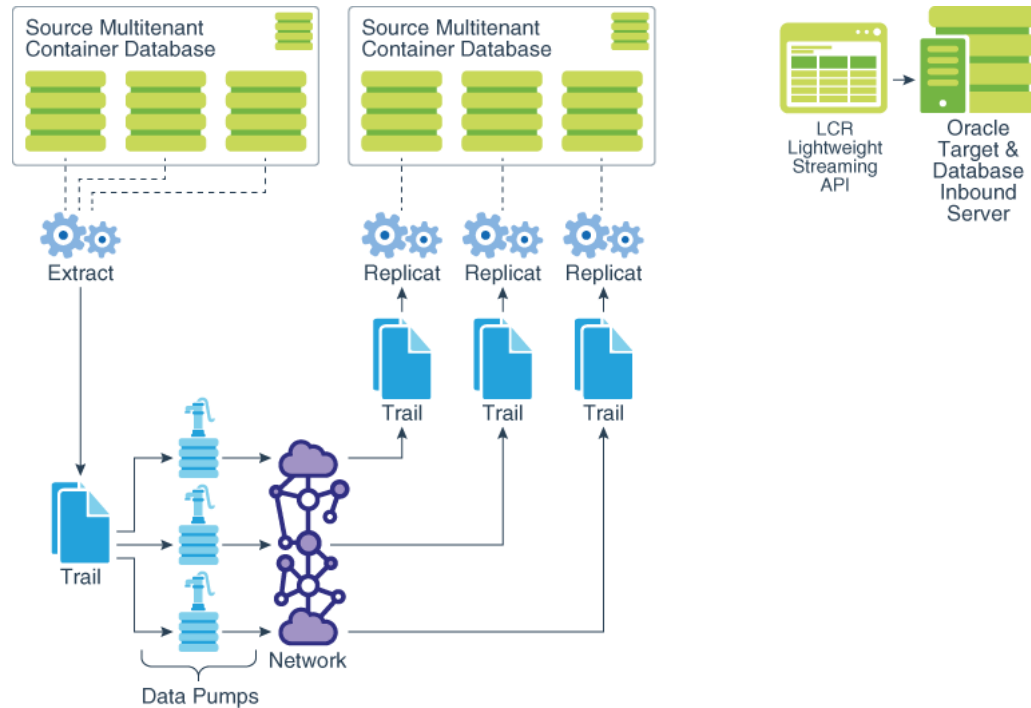 Source Multitenant
Container Database
Source Multitenant
Container Database
LCR
Lightweight
Streaming
API
Oracle
Target &
Database
Inbound
Server
Extract
Replicat
Replicat
Replicat
Trail
Trail
Trail
Trail
Network
Data Pumps